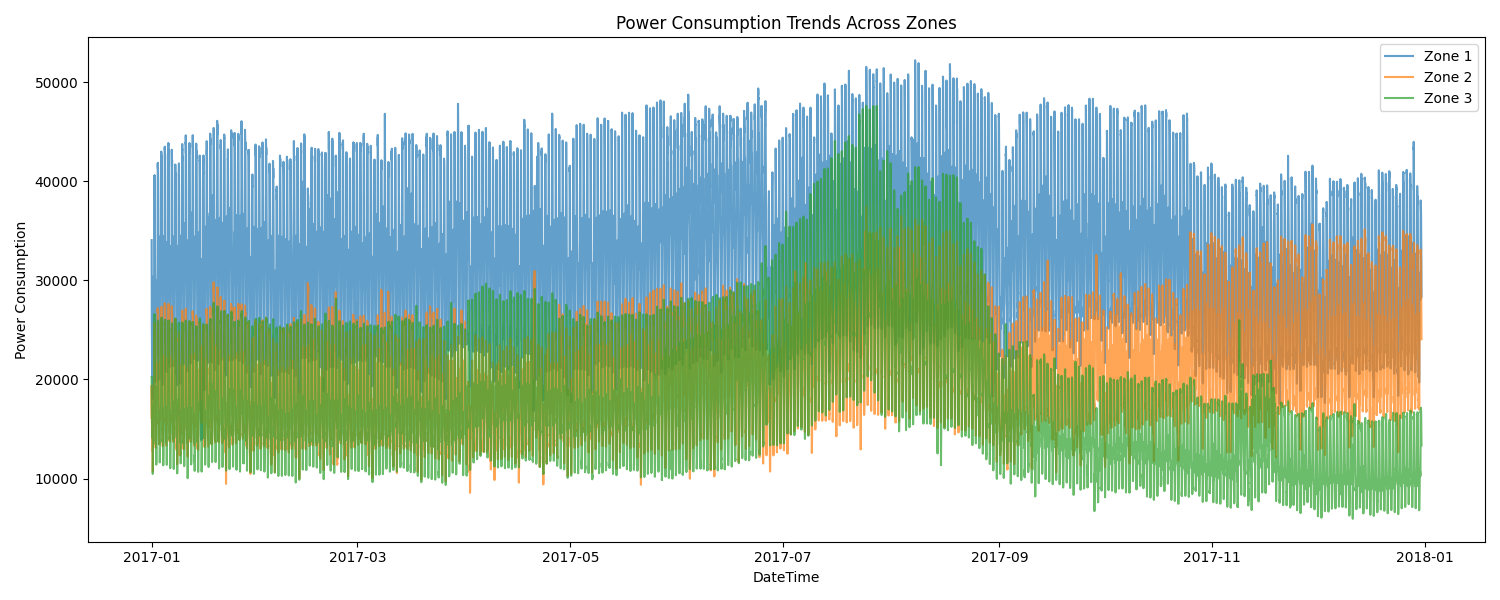 Power Consumption Trends Across Zones
Zone 1
Zone 2
Zone 3
Power Consumption
50000
40000
30000
20000
10000
2017-01
2017-03
2017-05
2017-07
2017-09
2017-11
2018-01
DateTime